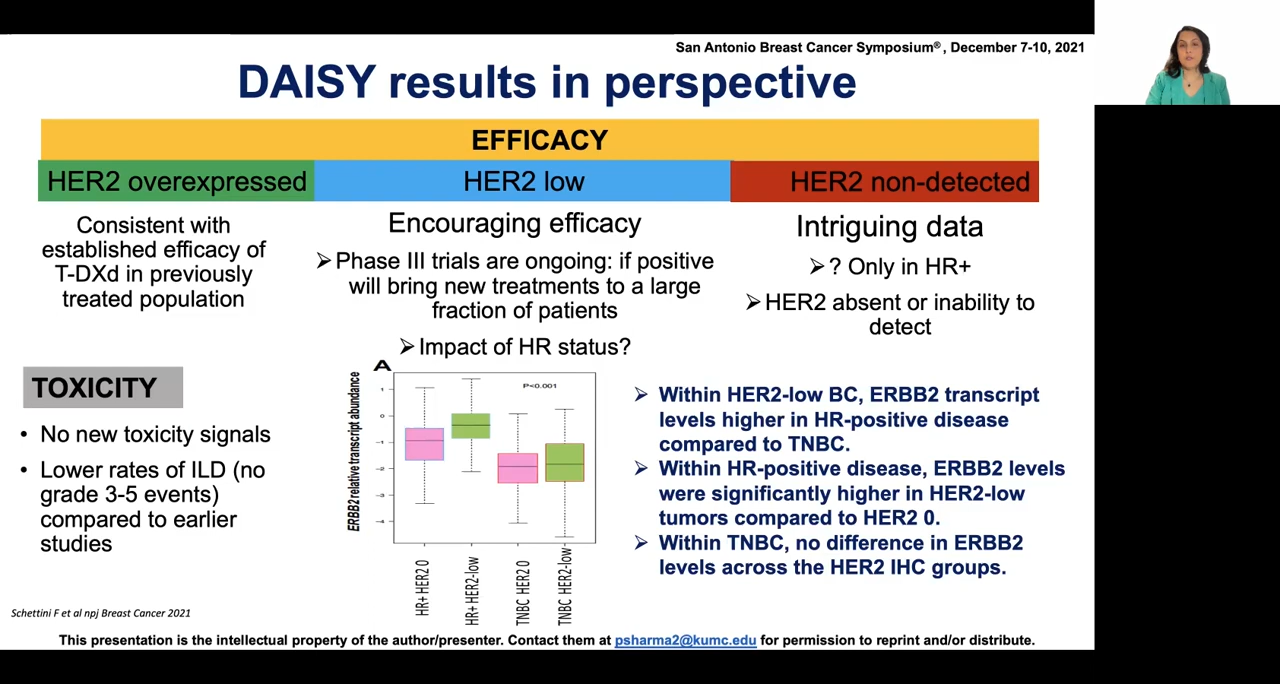 San Antonio Breast Cancer Symposium®, December 7-10, 2021
DAISY results in perspective
EFFICACY
HER2 overexpressed
HER2 low
HER2 non-detected
Consistent with
established efficacy of
T-DXd in previously
treated population
Encouraging efficacy
➢ Phase III trials are ongoing: if positive
will bring new treatments to a large
fraction of patients
➢ Impact of HR status?
Intriguing data
➢ ? Only in HR+
➢ HER2 absent or inability to
detect
TOXICITY
• No new toxicity signals
• Lower rates of ILD (no
grade 3-5 events)
compared to earlier
studies
A
P<0.001
ERBB2 relative transcript abundance
1
0
-1
-2
-3
-4
HR+ HER2 0
HR+ HER2-low
TNBC HER2 0
TNBC HER2-low
➢ Within HER2-low BC, ERBB2 transcript
levels higher in HR-positive disease
compared to TNBC.
➢ Within HR-positive disease, ERBB2 levels
were significantly higher in HER2-low
tumors compared to HER2 0.
➢ Within TNBC, no difference in ERBB2
levels across the HER2 IHC groups.
Schettini F et al npj Breast Cancer 2021
This presentation is the intellectual property of the author/presenter. Contact them at psharma2@kumc.edu for permission to reprint and/or distribute.